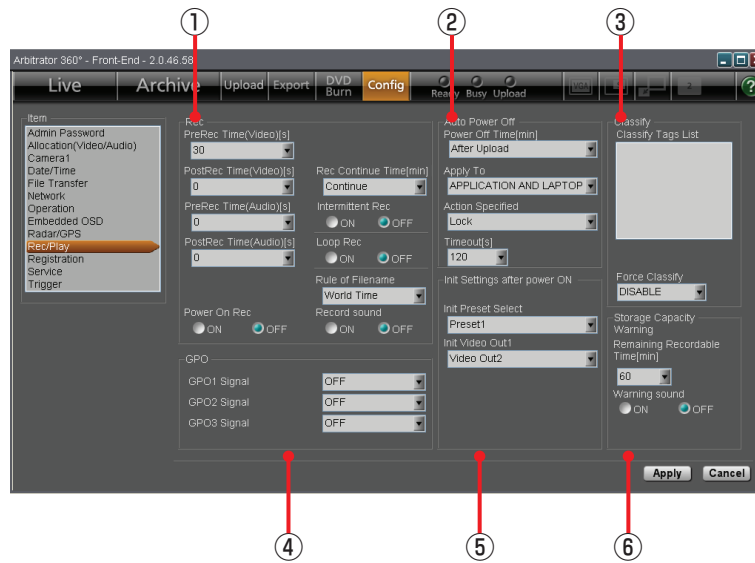 ① ② ③
Arbitrator 360° - Front-End - 2.0.46.58
Live Archive Upload Export DVD Burn Config Ready Busy Upload
Item
Admin Password
Allocation(Video/Audio)
Camera1
Date/Time
File Transfer
Network
Operation
Embedded OSD
Radar/GPS
Rec/Play
Registration
Service
Trigger
Rec
PreRec Time(Video)[s]
30
PostRec Time(Video)[s]
0
PreRec Time(Audio)[s]
0
PostRec Time(Audio)[s]
0
Power On Rec
ON OFF
Rec Continue Time[min]
Continue
Intermittent Rec
ON OFF
Loop Rec
ON OFF
Rule of Filename
World Time
Record sound
ON OFF
GPO
GPO1 Signal OFF
GPO2 Signal OFF
GPO3 Signal OFF
Auto Power Off
Power Off Time[min]
After Upload
Apply To
APPLICATION AND LAPTOP
Action Specified
Lock
Timeout[s]
120
Init Settings after power ON
Init Preset Select
Preset1
Init Video Out1
Video Out2
Classify
Classify Tags List
Force Classify
DISABLE
Storage Capacity
Warning
Remaining Recordable
Time[min]
60
Warning sound
ON OFF
Apply Cancel
④ ⑤ ⑥